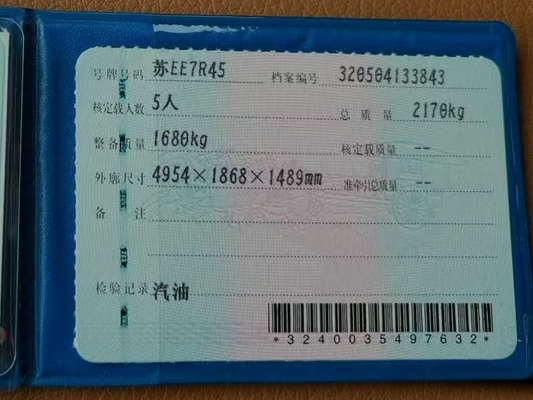 号牌号码 苏EE7R45 档案编号 320504133843
核定载人数 5人 总质量 2170kg
整备质量 1680kg 核定载质量 --
外廓尺寸 4954×1868×1489mm 准牵引总质量 --
备注
检验记录 汽油
*3240035497632*